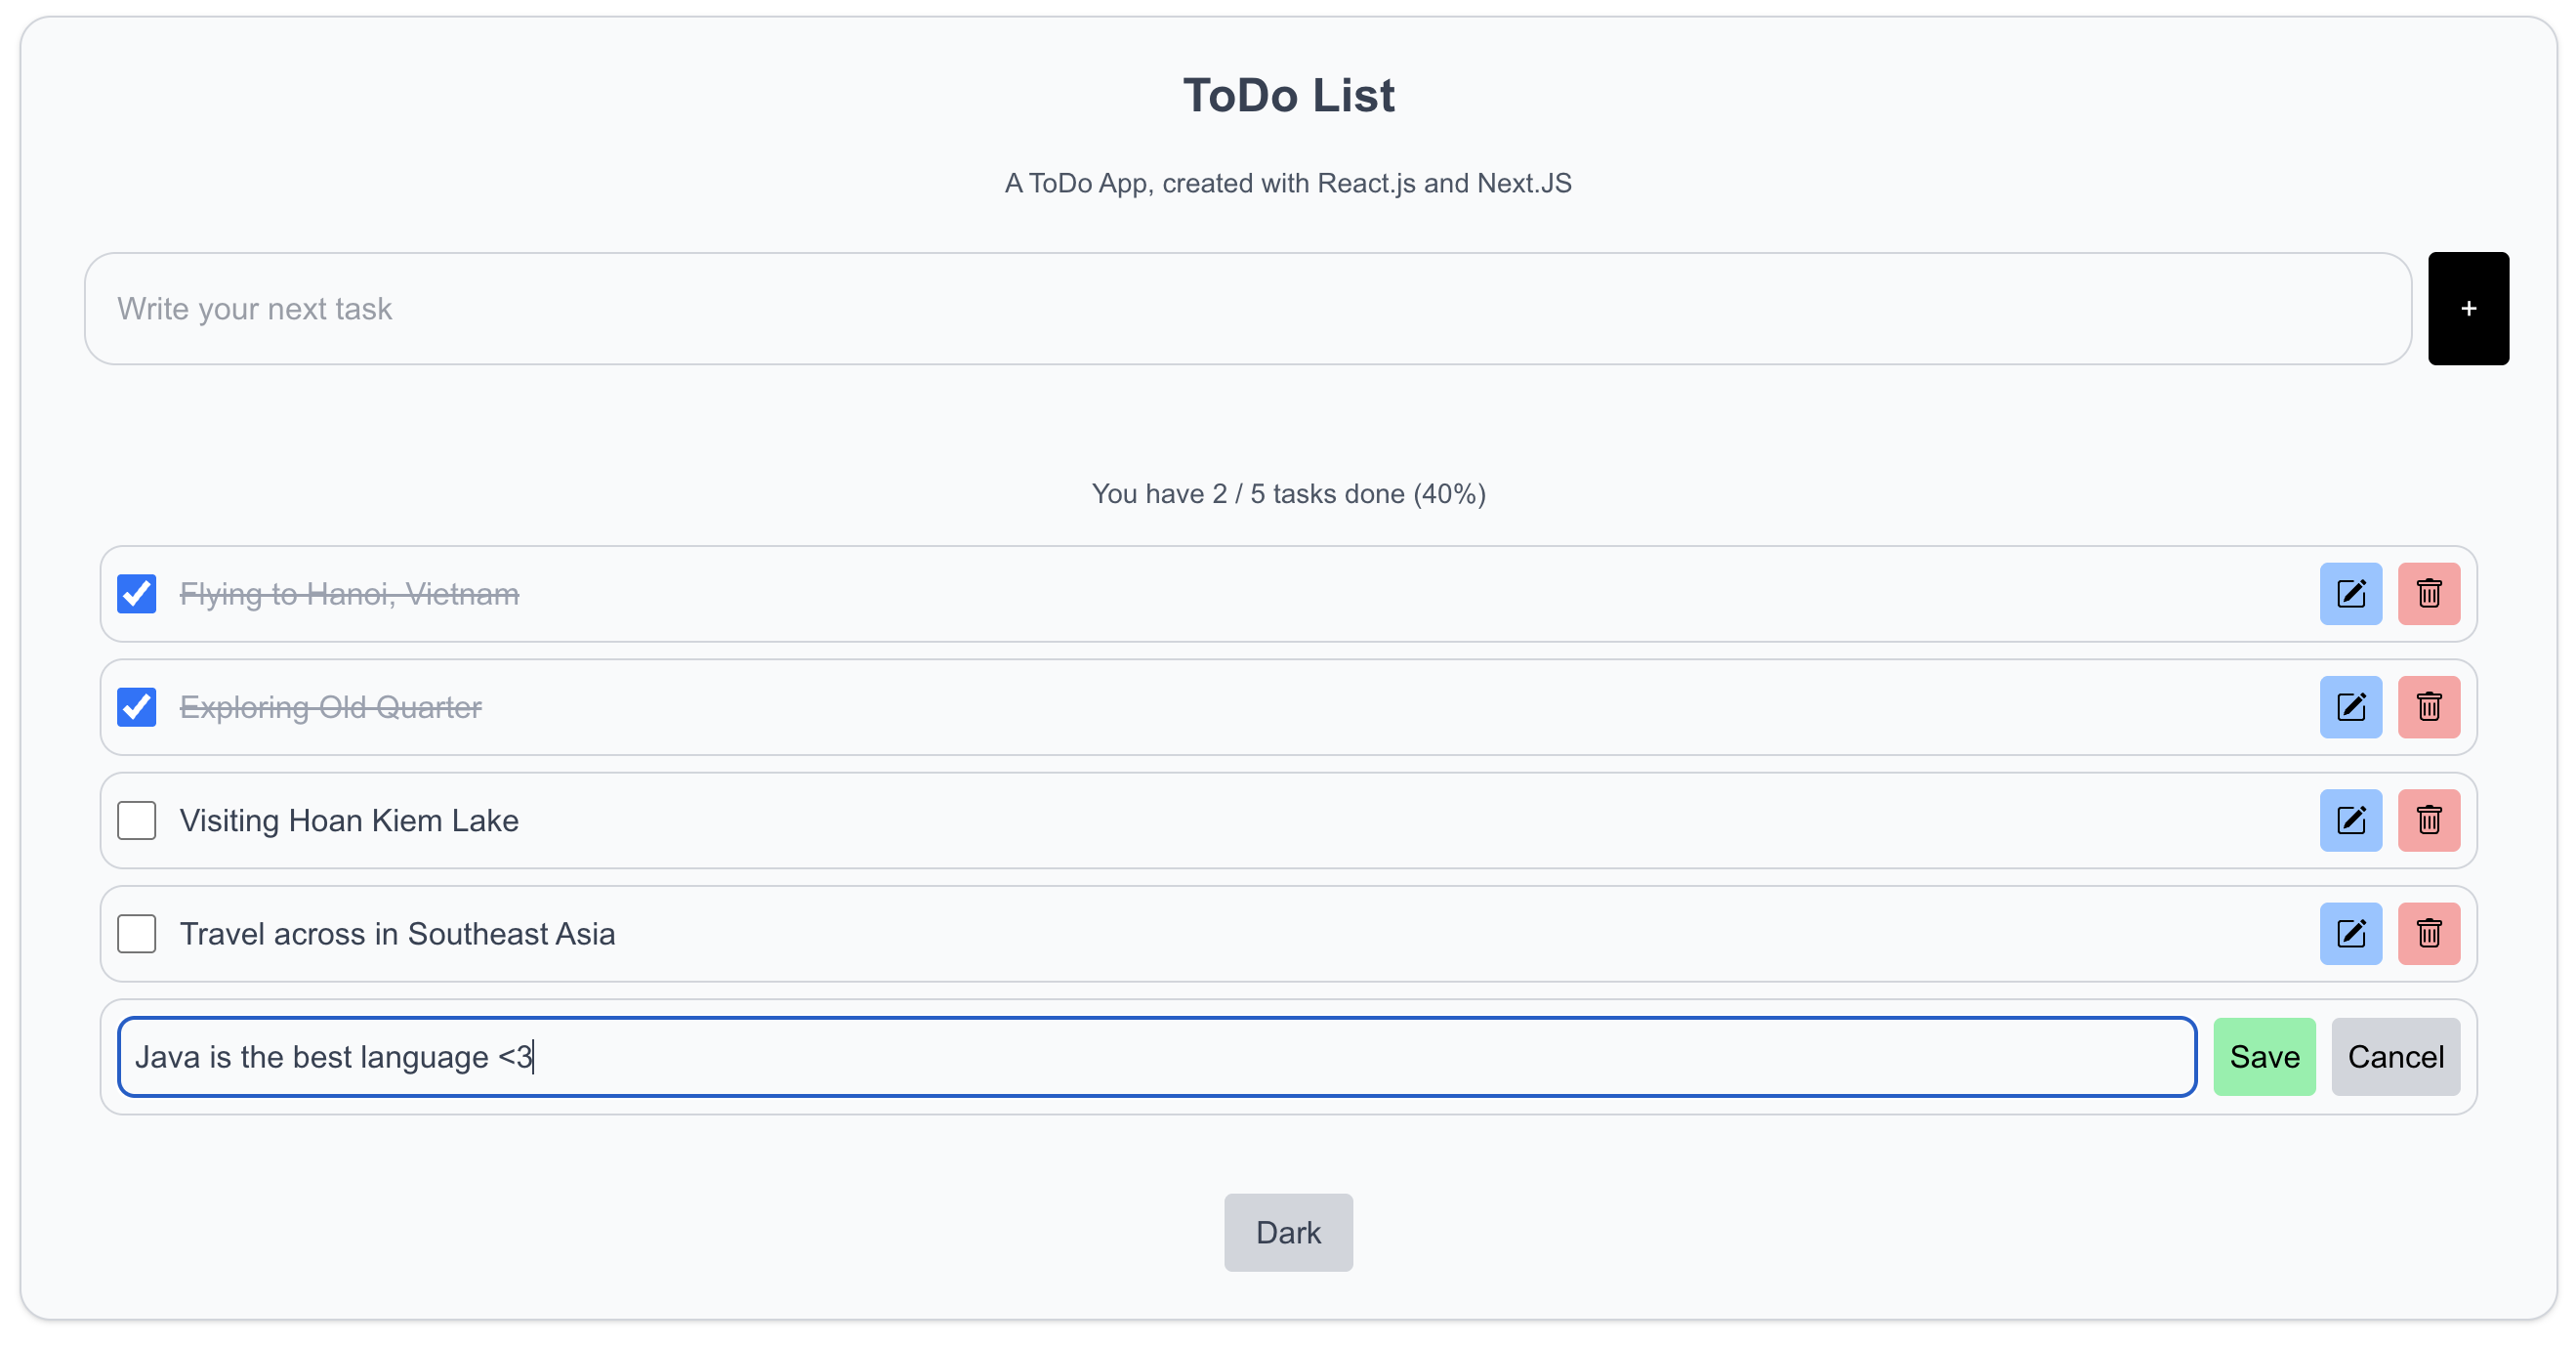 ToDo List
A ToDo App, created with React.js and Next.JS
Write your next task
+
You have 2 / 5 tasks done (40%)
Flying to Hanoi, Vietnam
Exploring Old Quarter
Visiting Hoan Kiem Lake
Travel across in Southeast Asia
Java is the best language <3 Save Cancel
Dark